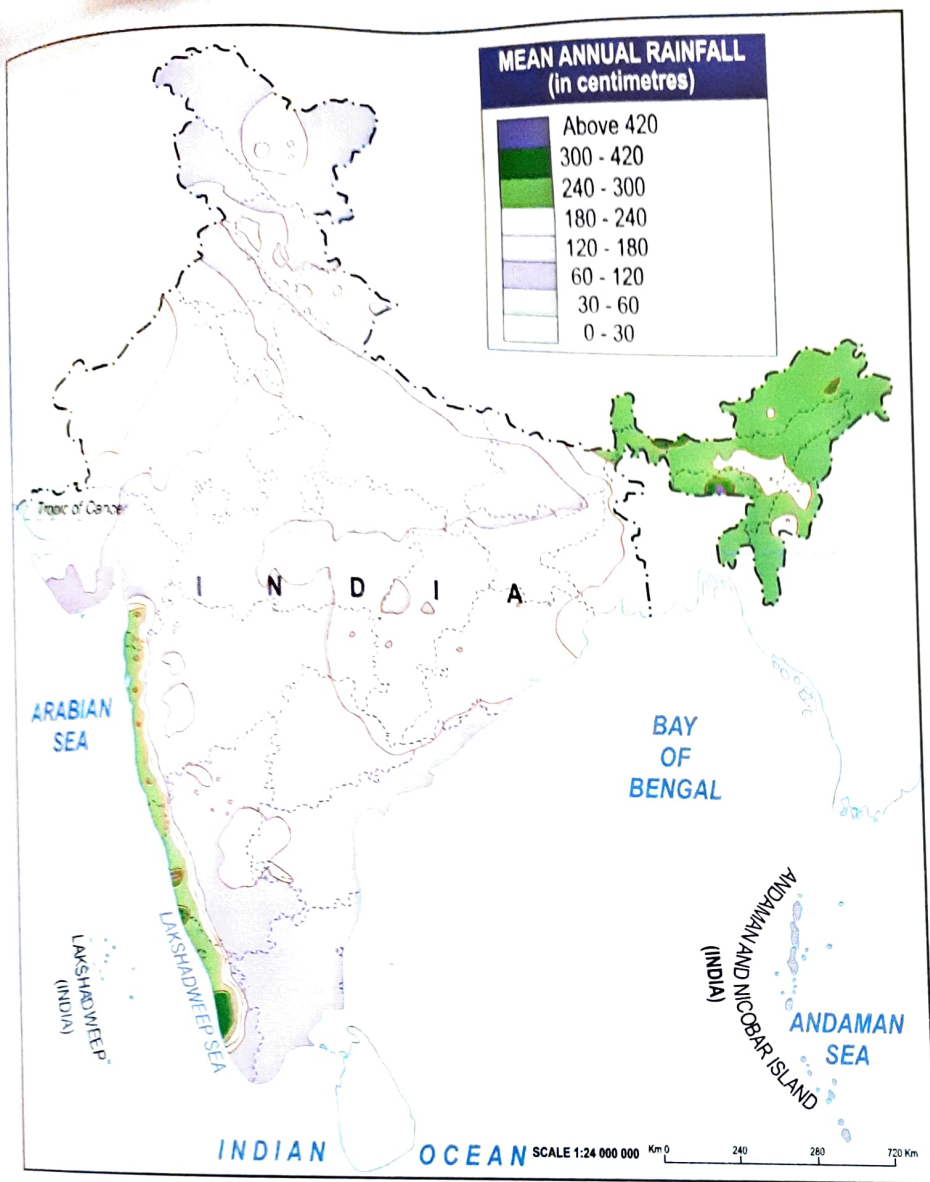 MEAN ANNUAL RAINFALL
(in centimetres)
Above 420
300 - 420
240 - 300
180 - 240
120 - 180
60 - 120
30 - 60
0 - 30
Tropic of Cancer
I N D I A
ARABIAN
SEA
BAY
OF
BENGAL
LAKSHADWEEP
(INDIA)
LAKSHADWEEP SEA
ANDAMAN AND NICOBAR ISLAND
(INDIA)
ANDAMAN
SEA
INDIAN OCEAN
SCALE 1:24 000 000
Km 0 240 280 720 Km